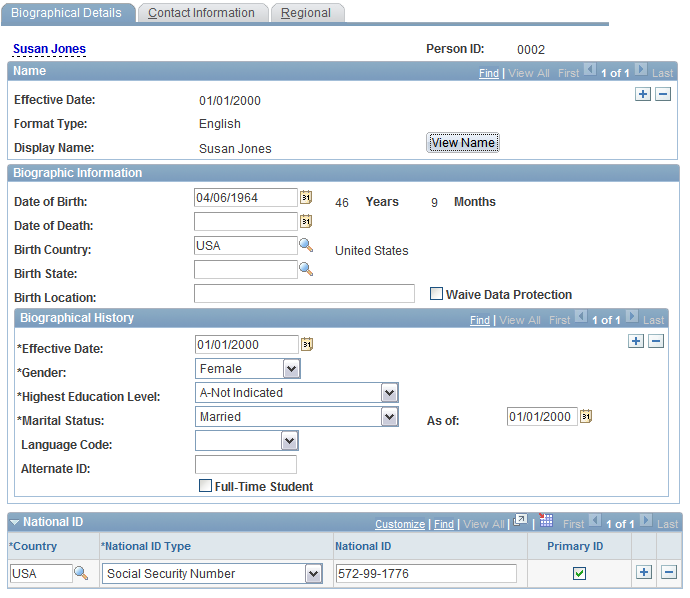 Biographical Details Contact Information Regional
Susan Jones Person ID: 0002
Name Find | View All First 1 of 1 Last
Effective Date: 01/01/2000
Format Type: English
Display Name: Susan Jones View Name
Biographic Information
Date of Birth: 04/06/1964 31 46 Years 9 Months
Date of Death: 31
Birth Country: USA United States
Birth State:
Birth Location: Waive Data Protection
Biographical History Find | View All First 1 of 1 Last
*Effective Date: 01/01/2000 31
*Gender: Female
*Highest Education Level: A-Not Indicated
*Marital Status: Married As of: 01/01/2000 31
Language Code:
Alternate ID:
Full-Time Student
National ID Customize | Find | View All | | First 1 of 1 Last
*Country *National ID Type National ID Primary ID
USA Social Security Number 572-99-1776